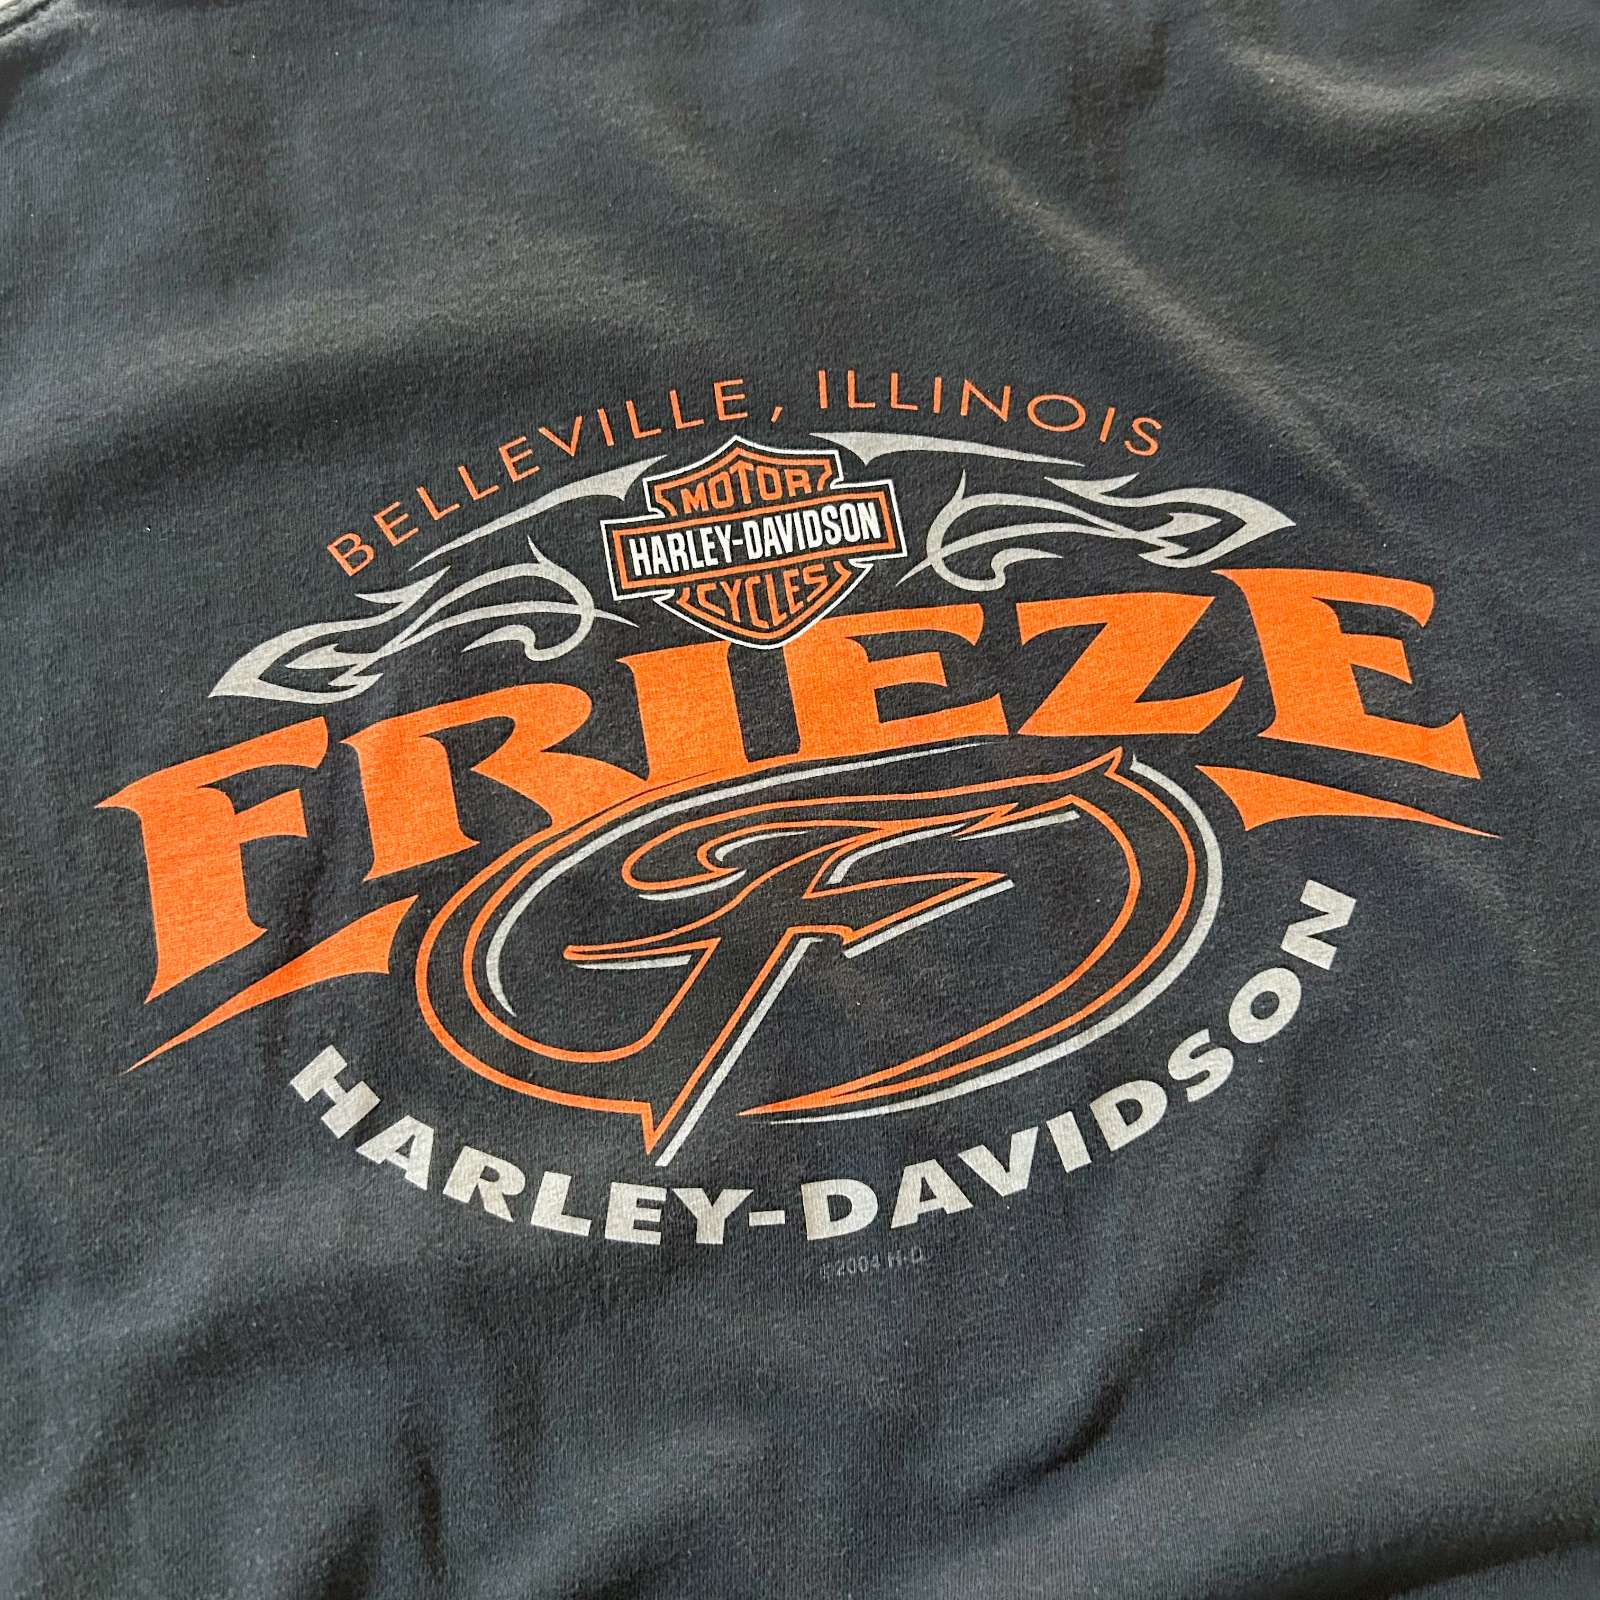 BELLEVILLE, ILLINOIS
MOTOR
HARLEY-DAVIDSON
CYCLES
FRIEZE
F
HARLEY-DAVIDSON
©2004 H-D